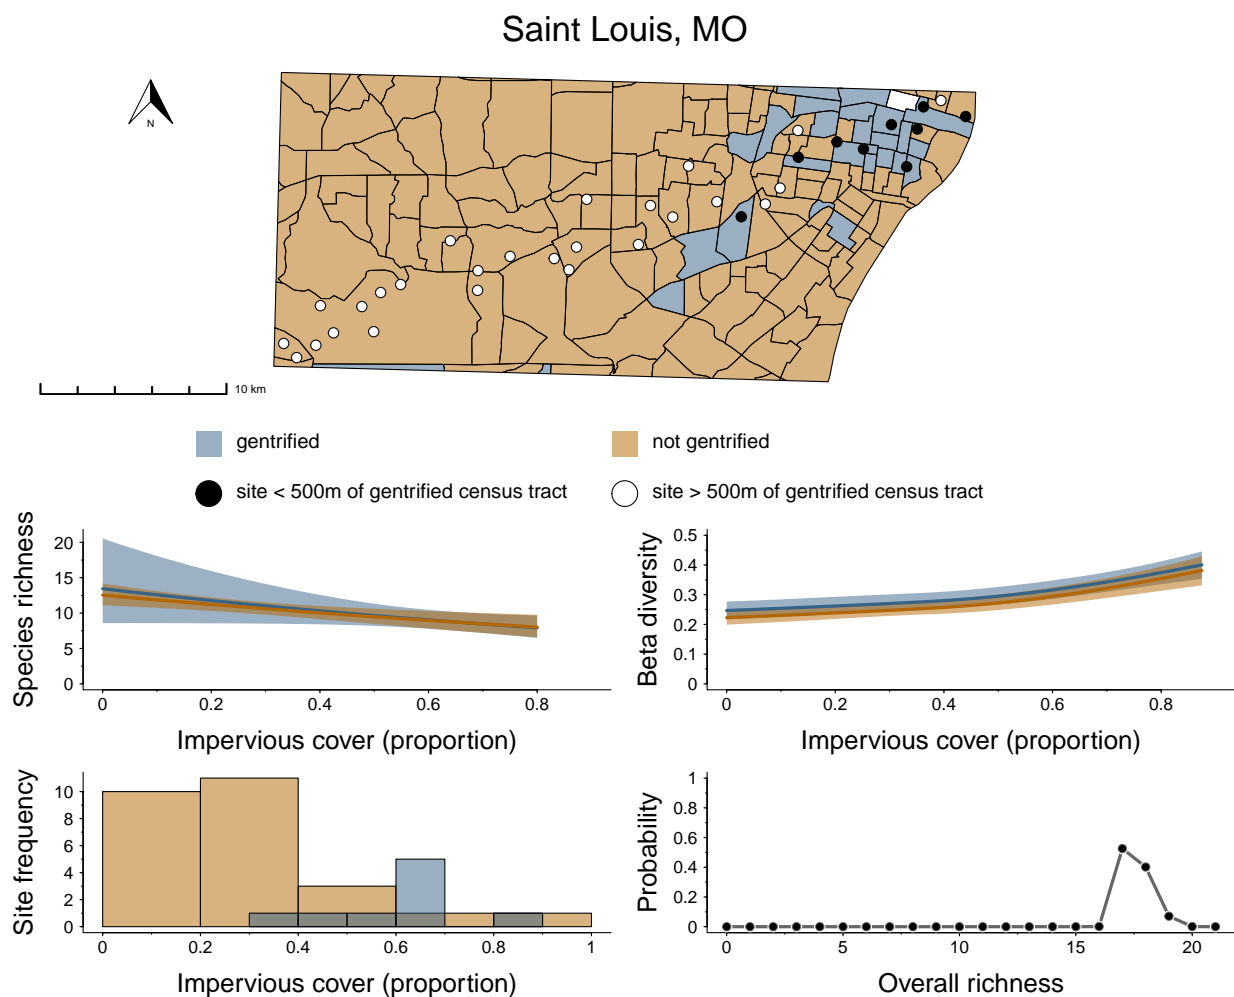 Saint Louis, MO
N
10 km
gentrified
not gentrified
site < 500m of gentrified census tract
site > 500m of gentrified census tract
Species richness
20
15
10
5
0
0
0.2
0.4
0.6
0.8
Impervious cover (proportion)
Beta diversity
0.5
0.4
0.3
0.2
0.1
0
0
0.2
0.4
0.6
0.8
Impervious cover (proportion)
Site frequency
10
8
6
4
2
0
0
0.2
0.4
0.6
0.8
1
Impervious cover (proportion)
Probability
1
0.8
0.6
0.4
0.2
0
0
5
10
15
20
Overall richness